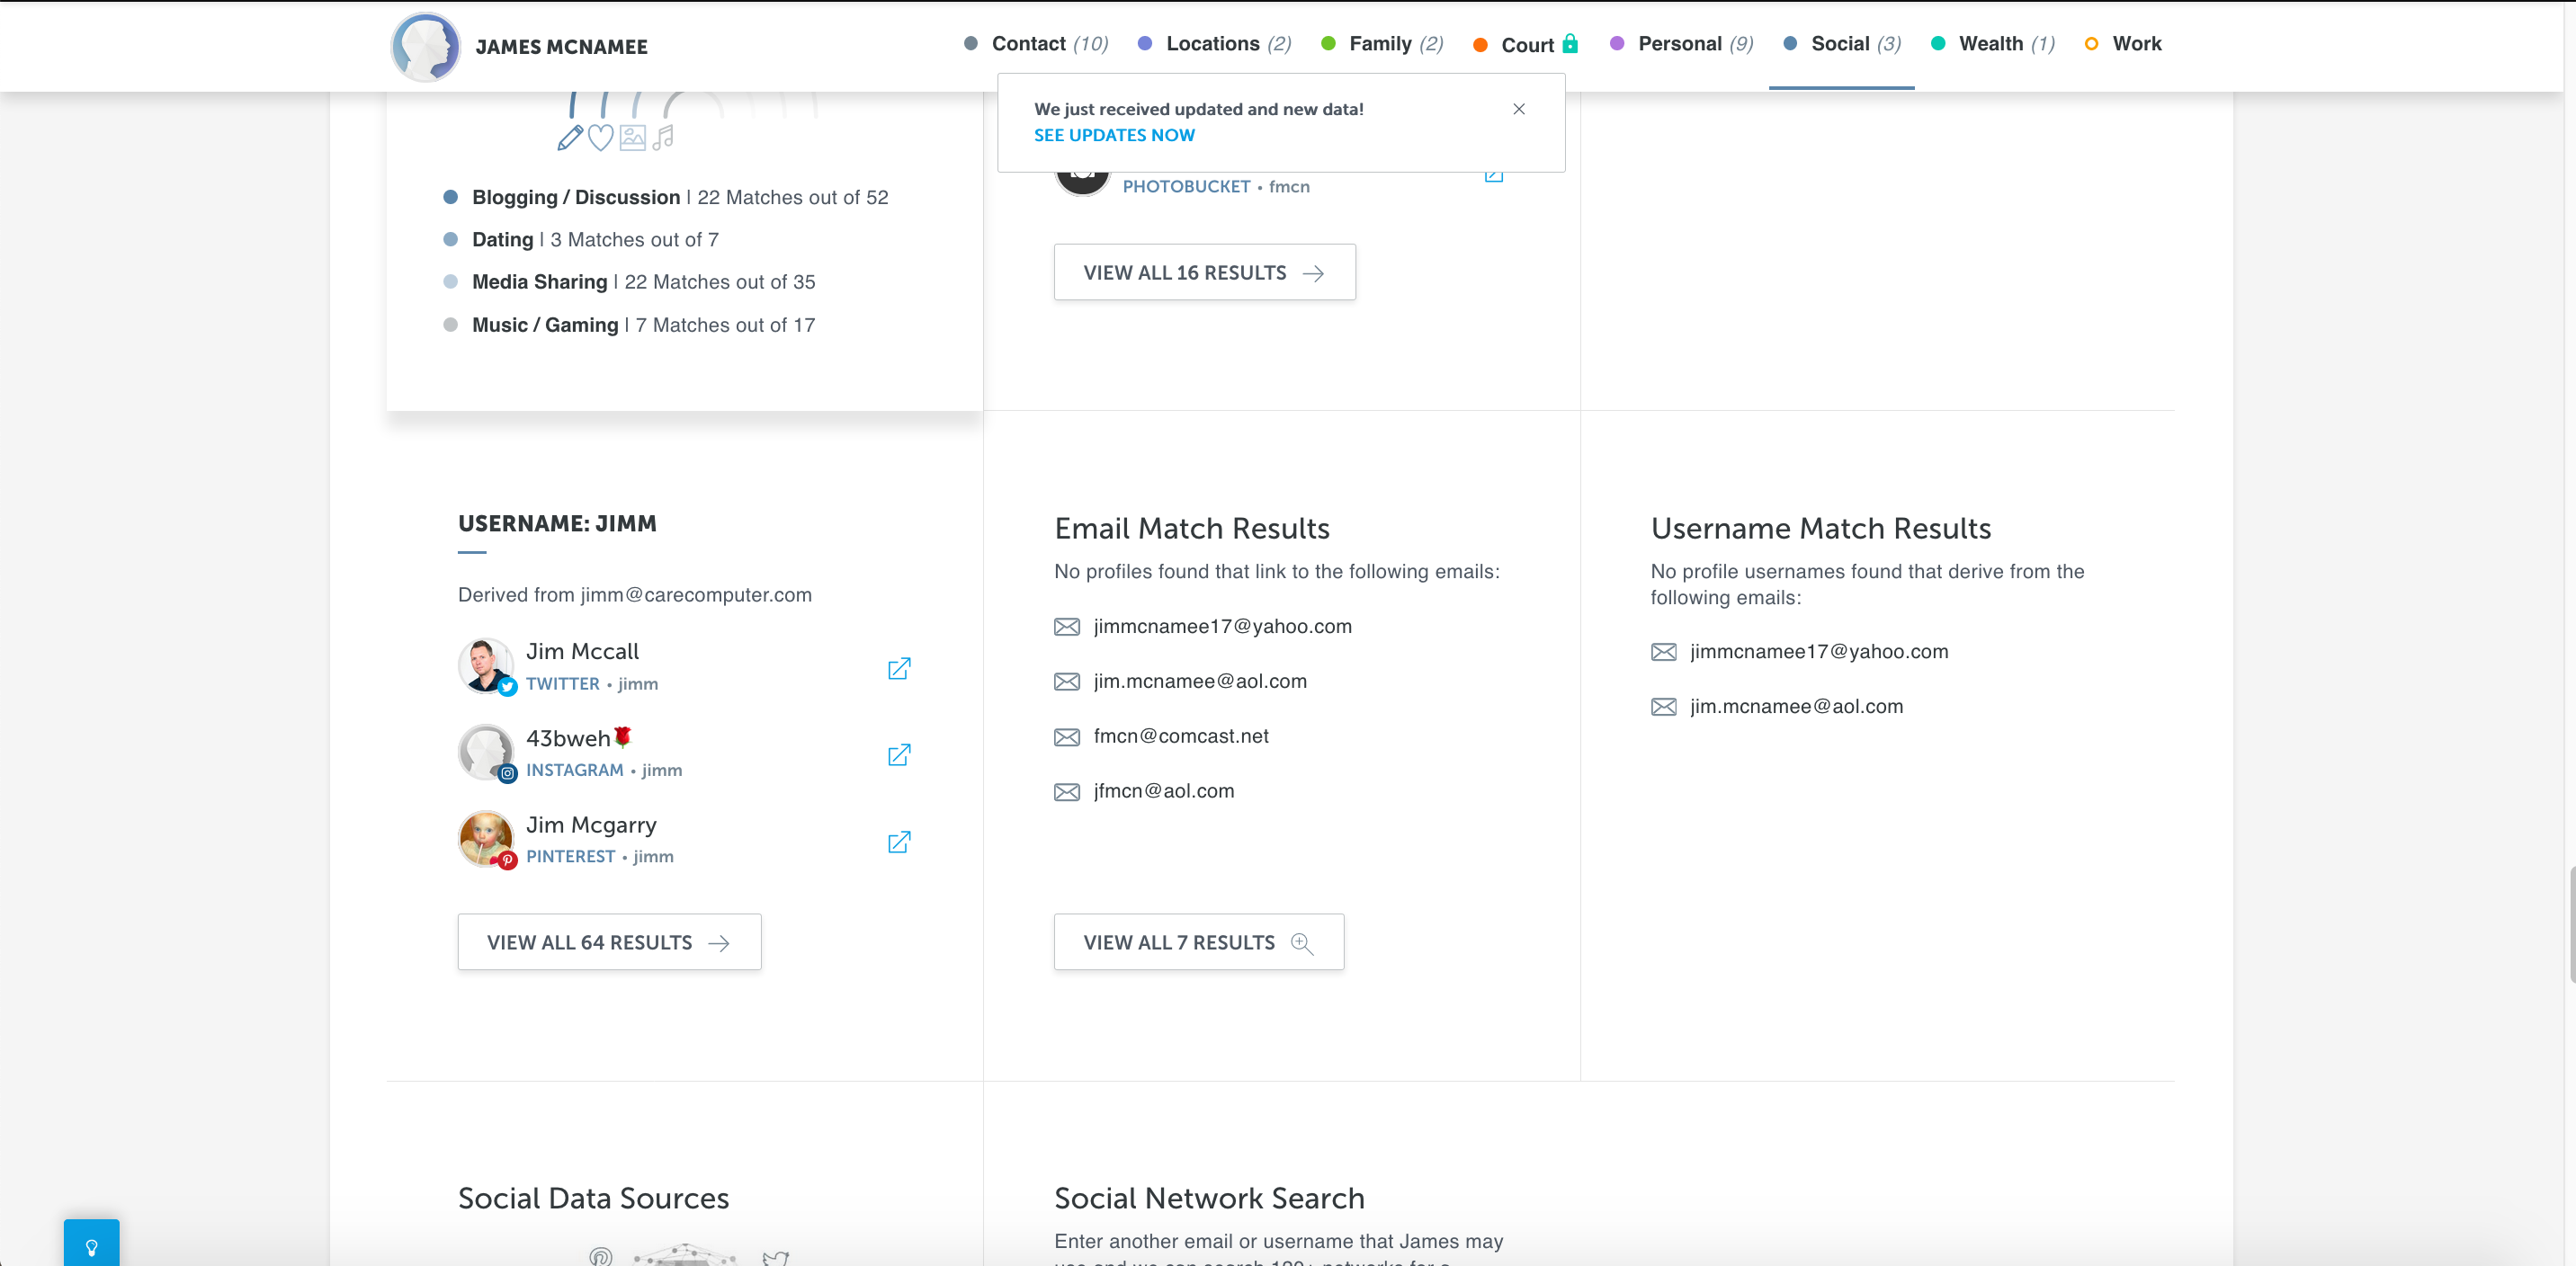 JAMES MCNAMEE
Contact (10)
Locations (2)
Family (2)
Court
Personal (9)
Social (3)
Wealth (1)
Work
We just received updated and new data!
SEE UPDATES NOW
Blogging / Discussion | 22 Matches out of 52
Dating | 3 Matches out of 7
Media Sharing | 22 Matches out of 35
Music / Gaming | 7 Matches out of 17
PHOTOBUCKET • fmcn
VIEW ALL 16 RESULTS
USERNAME: JIMM
Derived from jimm@carecomputer.com
Jim Mccall
TWITTER • jimm
43bweh🌹
INSTAGRAM • jimm
Jim Mcgarry
PINTEREST • jimm
VIEW ALL 64 RESULTS
Email Match Results
No profiles found that link to the following emails:
jimmcnamee17@yahoo.com
jim.mcnamee@aol.com
fmcn@comcast.net
jfmcn@aol.com
VIEW ALL 7 RESULTS
Username Match Results
No profile usernames found that derive from the
following emails:
jimmcnamee17@yahoo.com
jim.mcnamee@aol.com
Social Data Sources
Social Network Search
Enter another email or username that James may